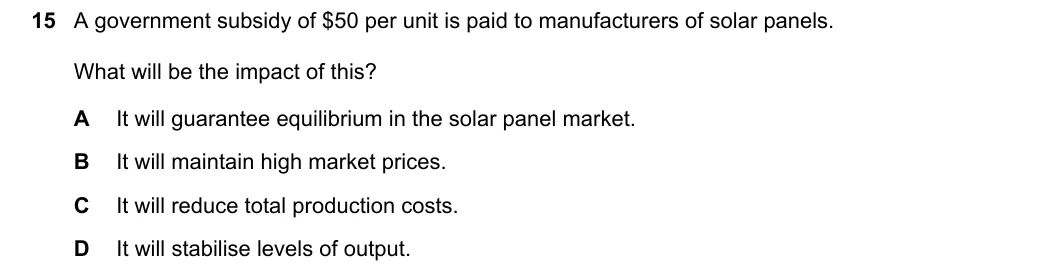 15 A government subsidy of $50 per unit is paid to manufacturers of solar panels.
What will be the impact of this?
A It will guarantee equilibrium in the solar panel market.
B It will maintain high market prices.
C It will reduce total production costs.
D It will stabilise levels of output.